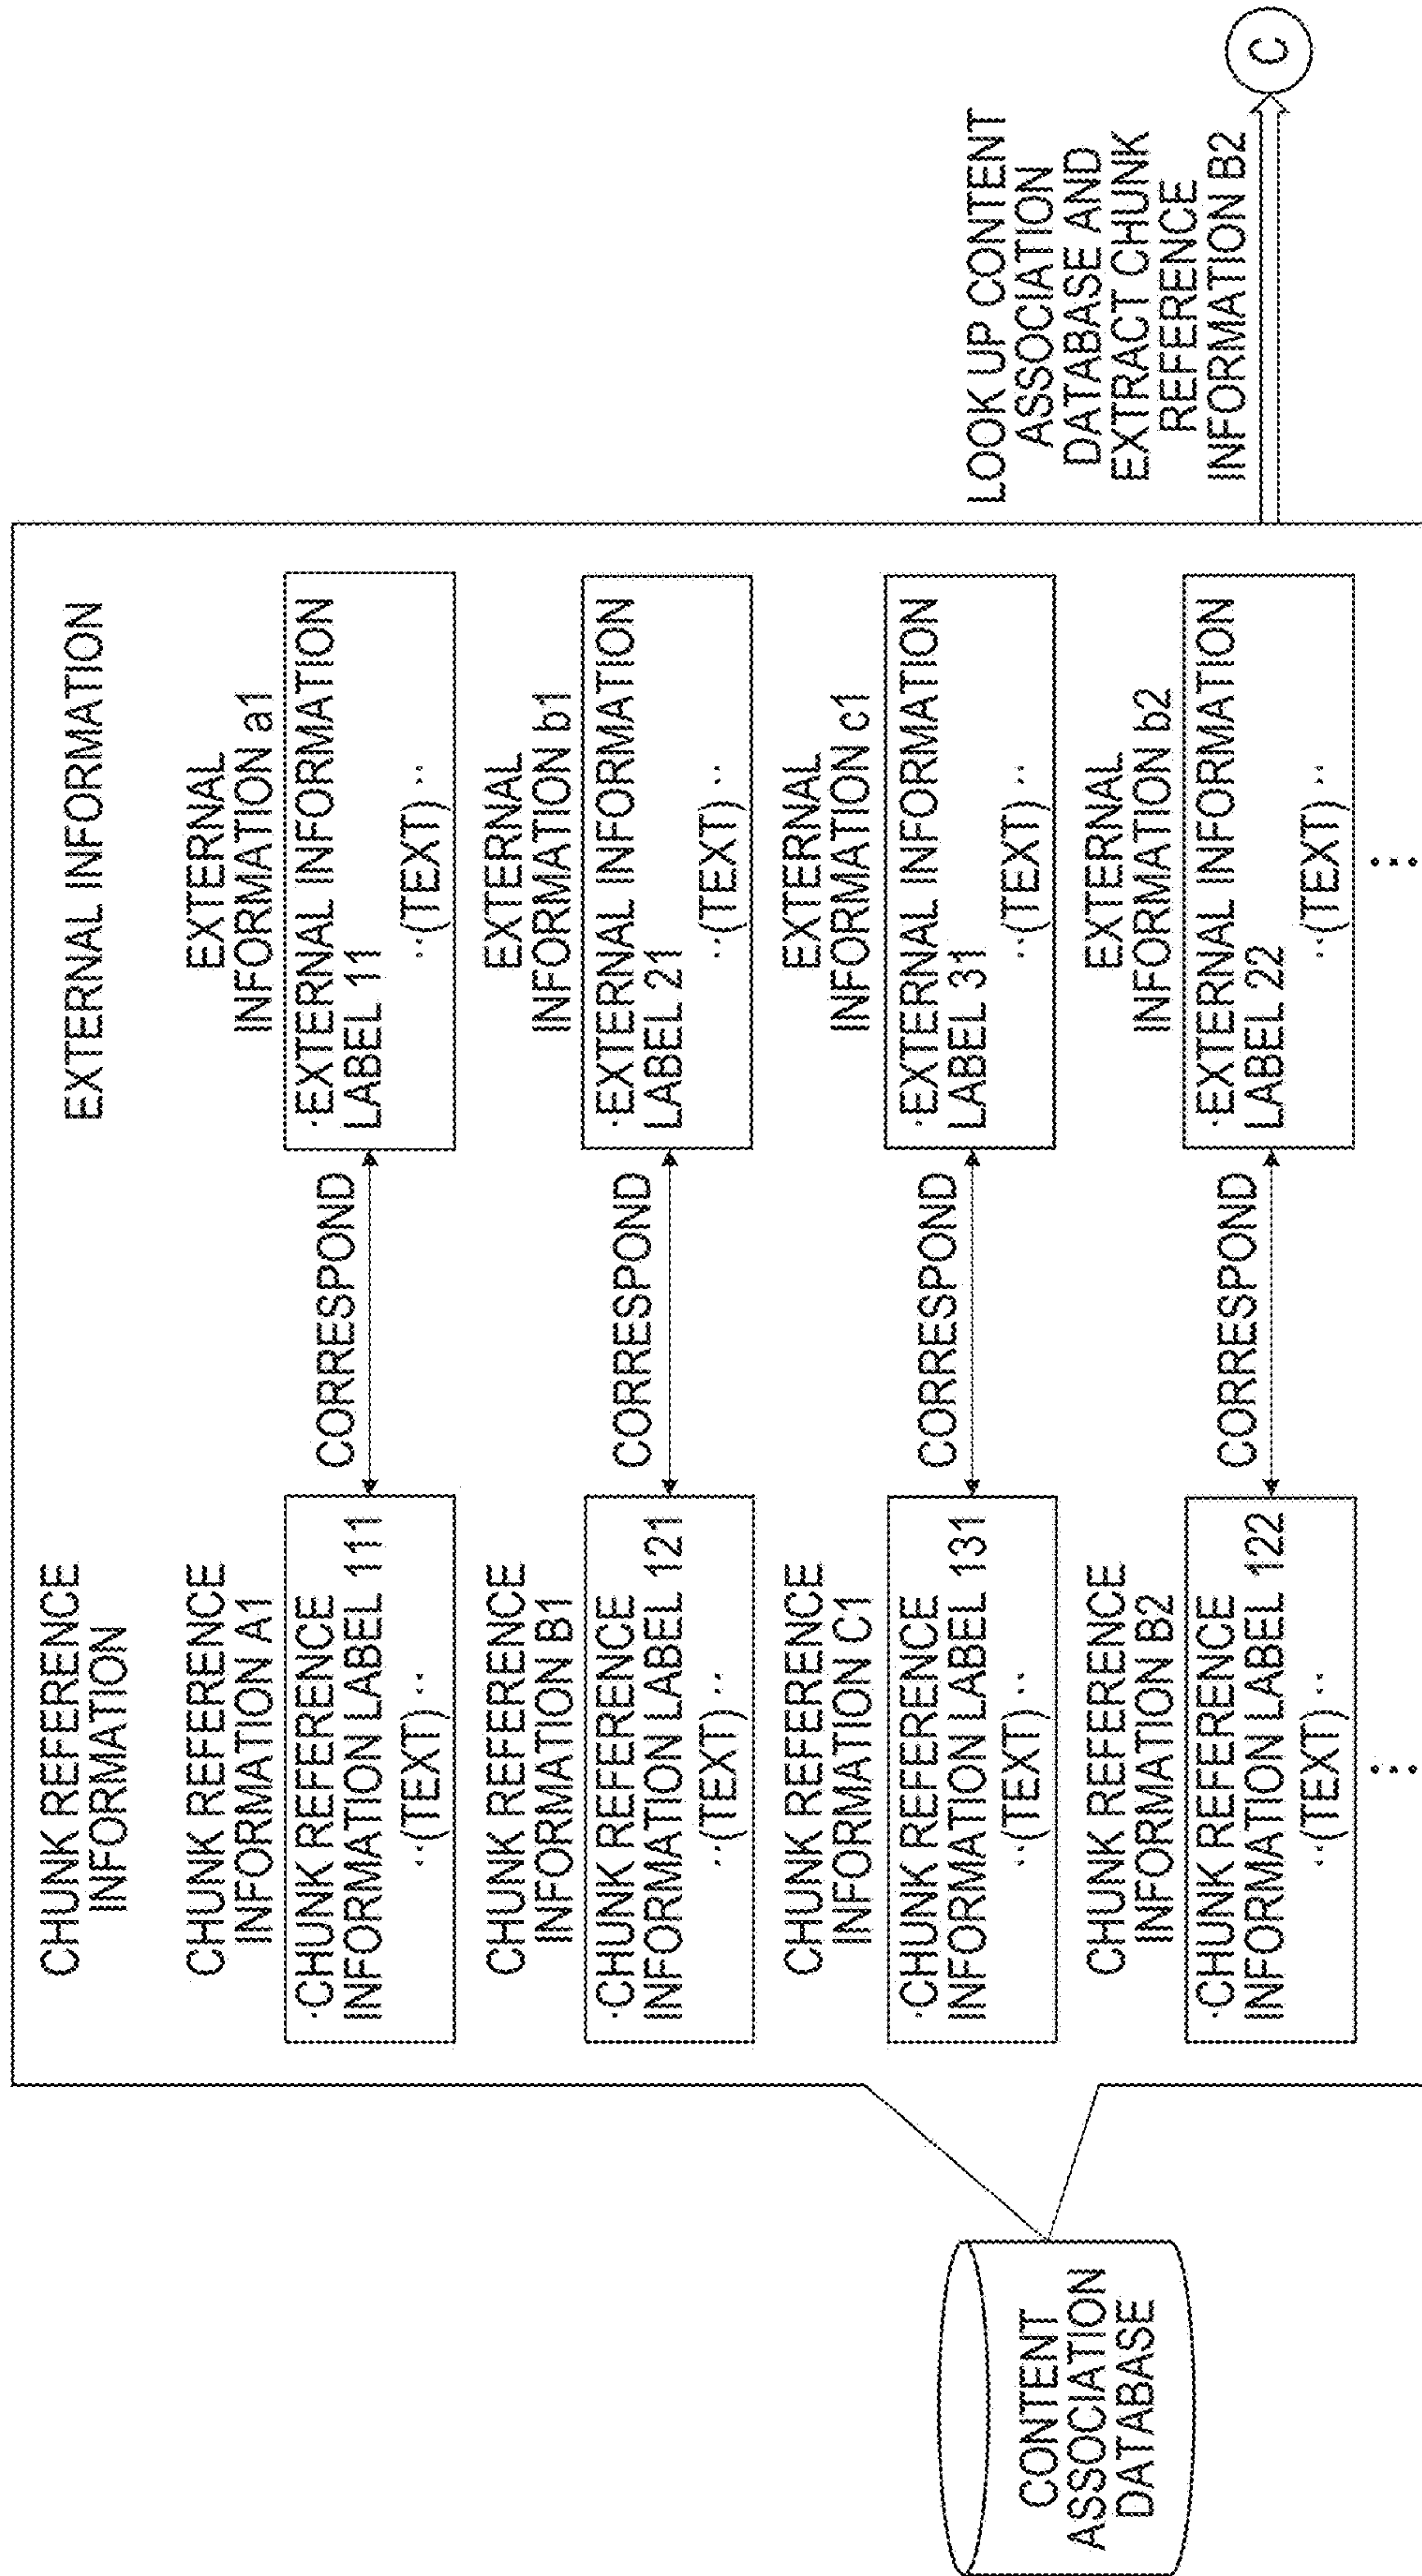 CHUNK REFERENCE
INFORMATION
EXTERNAL INFORMATION
CHUNK REFERENCE
INFORMATION A1
·CHUNK REFERENCE
INFORMATION LABEL 111
··(TEXT)··
CORRESPOND
EXTERNAL
INFORMATION a1
·EXTERNAL INFORMATION
LABEL 11
··(TEXT)··
CHUNK REFERENCE
INFORMATION B1
·CHUNK REFERENCE
INFORMATION LABEL 121
··(TEXT)··
CORRESPOND
EXTERNAL
INFORMATION b1
·EXTERNAL INFORMATION
LABEL 21
··(TEXT)··
CHUNK REFERENCE
INFORMATION C1
·CHUNK REFERENCE
INFORMATION LABEL 131
··(TEXT)··
CORRESPOND
EXTERNAL
INFORMATION c1
·EXTERNAL INFORMATION
LABEL 31
··(TEXT)··
CHUNK REFERENCE
INFORMATION B2
·CHUNK REFERENCE
INFORMATION LABEL 122
··(TEXT)··
CORRESPOND
EXTERNAL
INFORMATION b2
·EXTERNAL INFORMATION
LABEL 22
··(TEXT)··
CONTENT
ASSOCIATION
DATABASE
LOOK UP CONTENT
ASSOCIATION
DATABASE AND
EXTRACT CHUNK
REFERENCE
INFORMATION B2
C